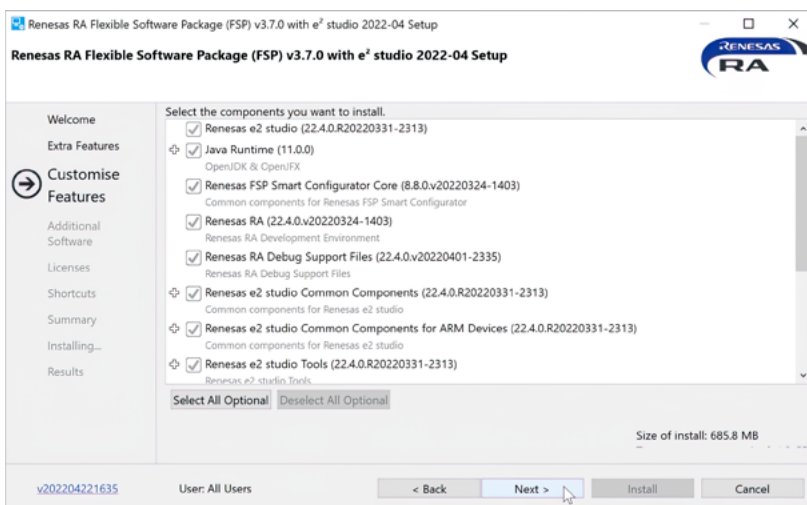 Renesas RA Flexible Software Package (FSP) v3.7.0 with e² studio 2022-04 Setup
Renesas RA Flexible Software Package (FSP) v3.7.0 with e² studio 2022-04 Setup
RENESAS
RA
Welcome
Extra Features
Customise
Features
Additional
Software
Licenses
Shortcuts
Summary
Installing...
Results
Select the components you want to install.
Renesas e2 studio (22.4.0.R20220331-2313)
Java Runtime (11.0.0)
OpenJDK & OpenJFX
Renesas FSP Smart Configurator Core (8.8.0.v20220324-1403)
Common components for Renesas FSP Smart Configurator
Renesas RA (22.4.0.v20220324-1403)
Renesas RA Development Environment
Renesas RA Debug Support Files (22.4.0.v20220401-2335)
Renesas RA Debug Support Files
Renesas e2 studio Common Components (22.4.0.R20220331-2313)
Common components for Renesas e2 studio
Renesas e2 studio Common Components for ARM Devices (22.4.0.R20220331-2313)
Common components for Renesas e2 studio
Renesas e2 studio Tools (22.4.0.R20220331-2313)
Renesas e2 studio Tools
Select All Optional Deselect All Optional
Size of install: 685.8 MB
v202204221635 User: All Users < Back Next > Install Cancel